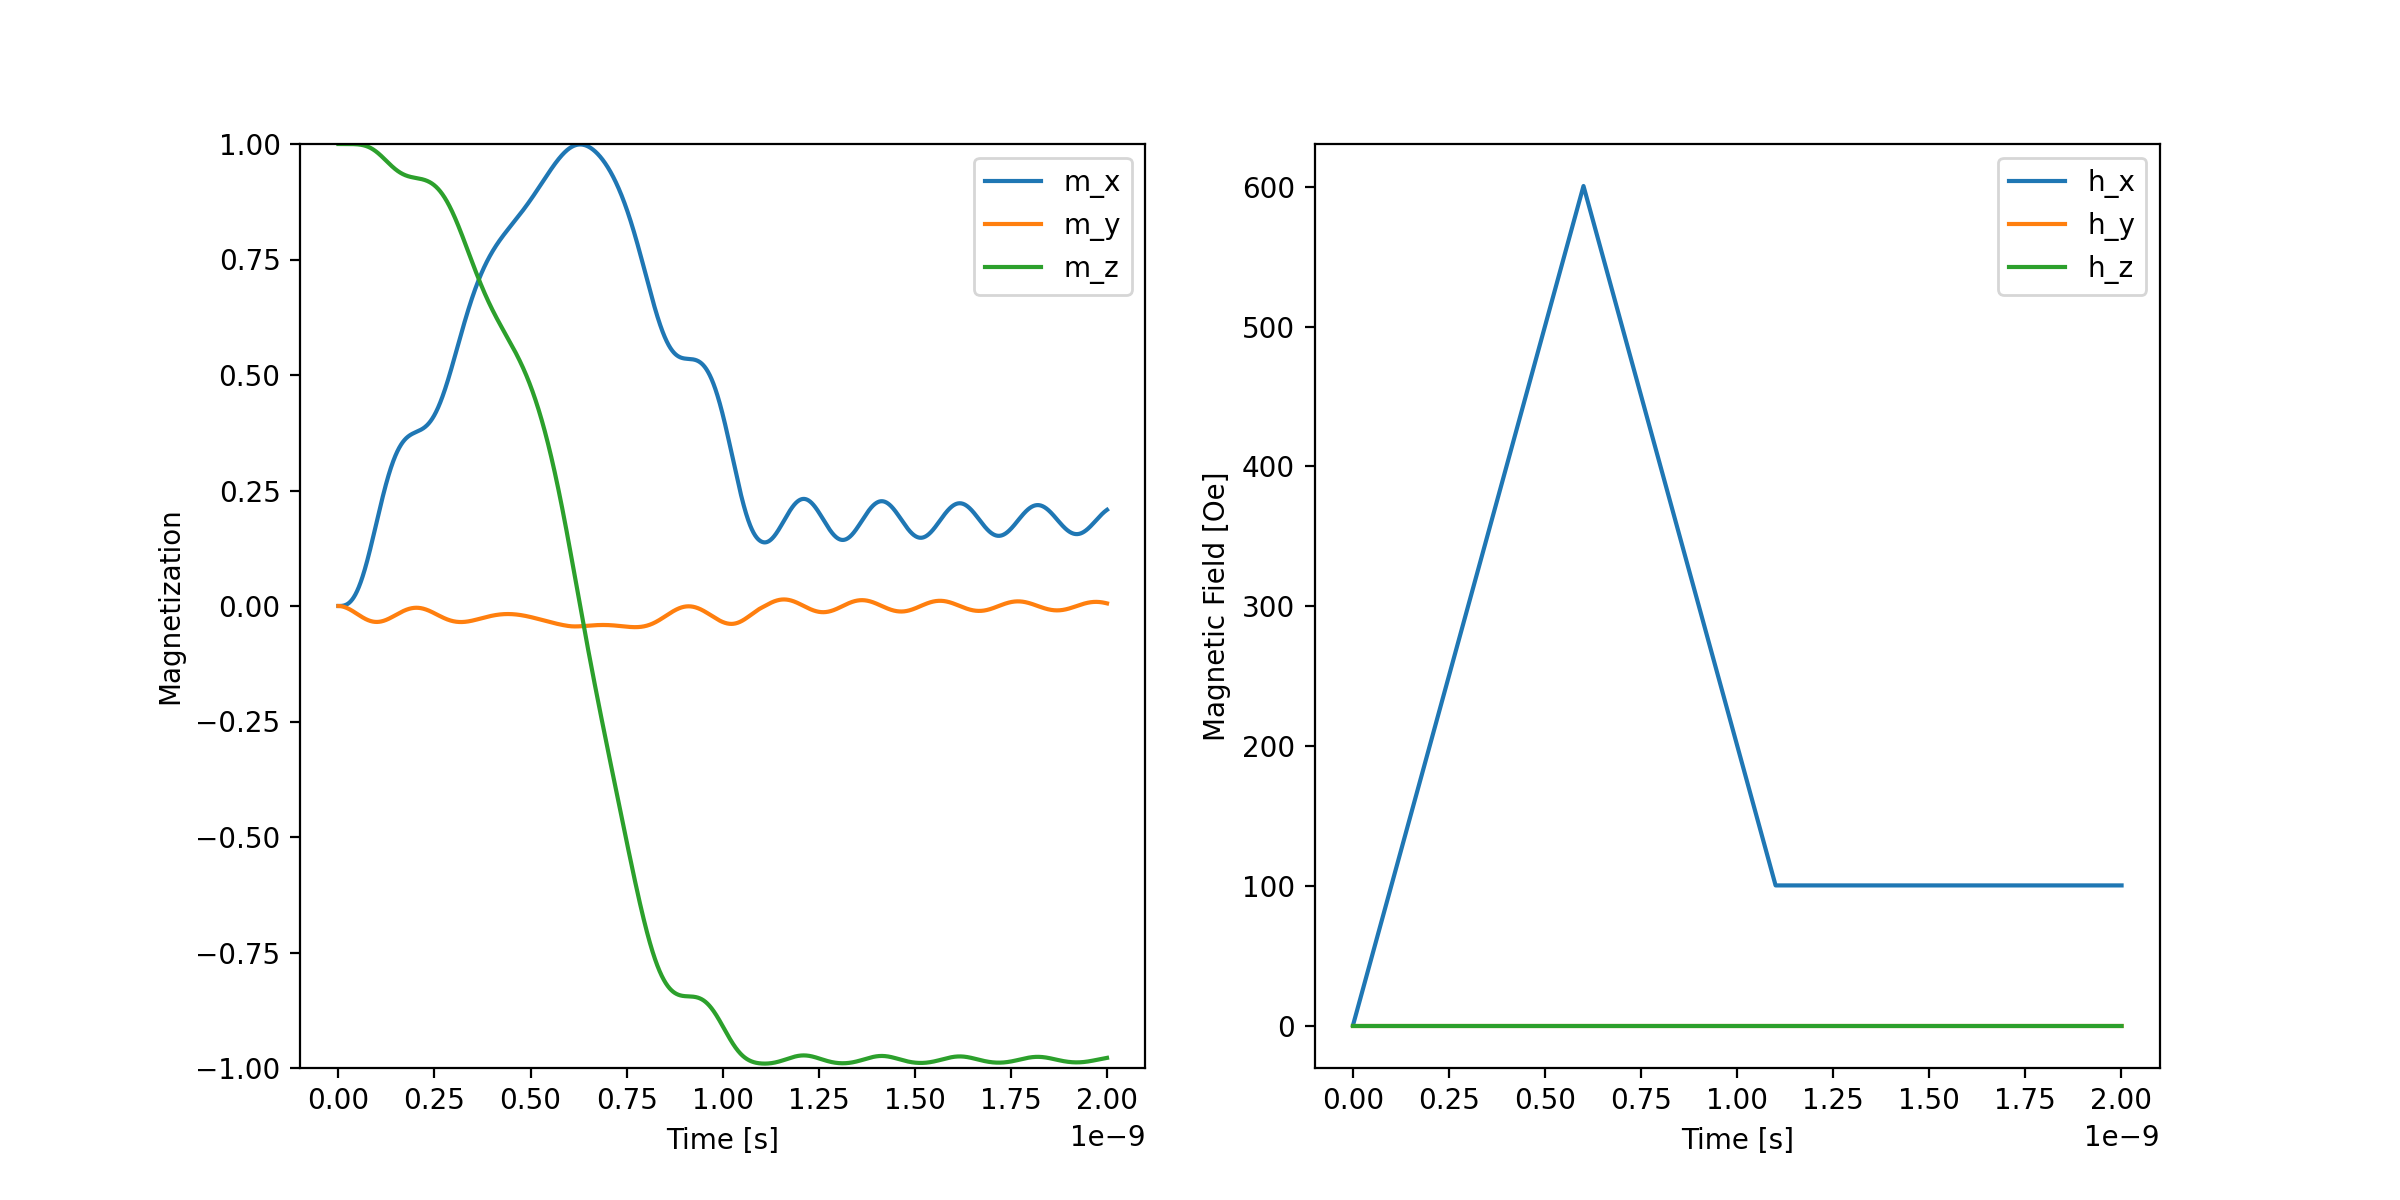 1.00
0.75
0.50
0.25
0.00
−0.25
−0.50
−0.75
−1.00
Magnetization
m_x
m_y
m_z
0.00 0.25 0.50 0.75 1.00 1.25 1.50 1.75 2.00
Time [s]
1e−9
600
500
400
300
200
100
0
Magnetic Field [Oe]
h_x
h_y
h_z
0.00 0.25 0.50 0.75 1.00 1.25 1.50 1.75 2.00
Time [s]
1e−9